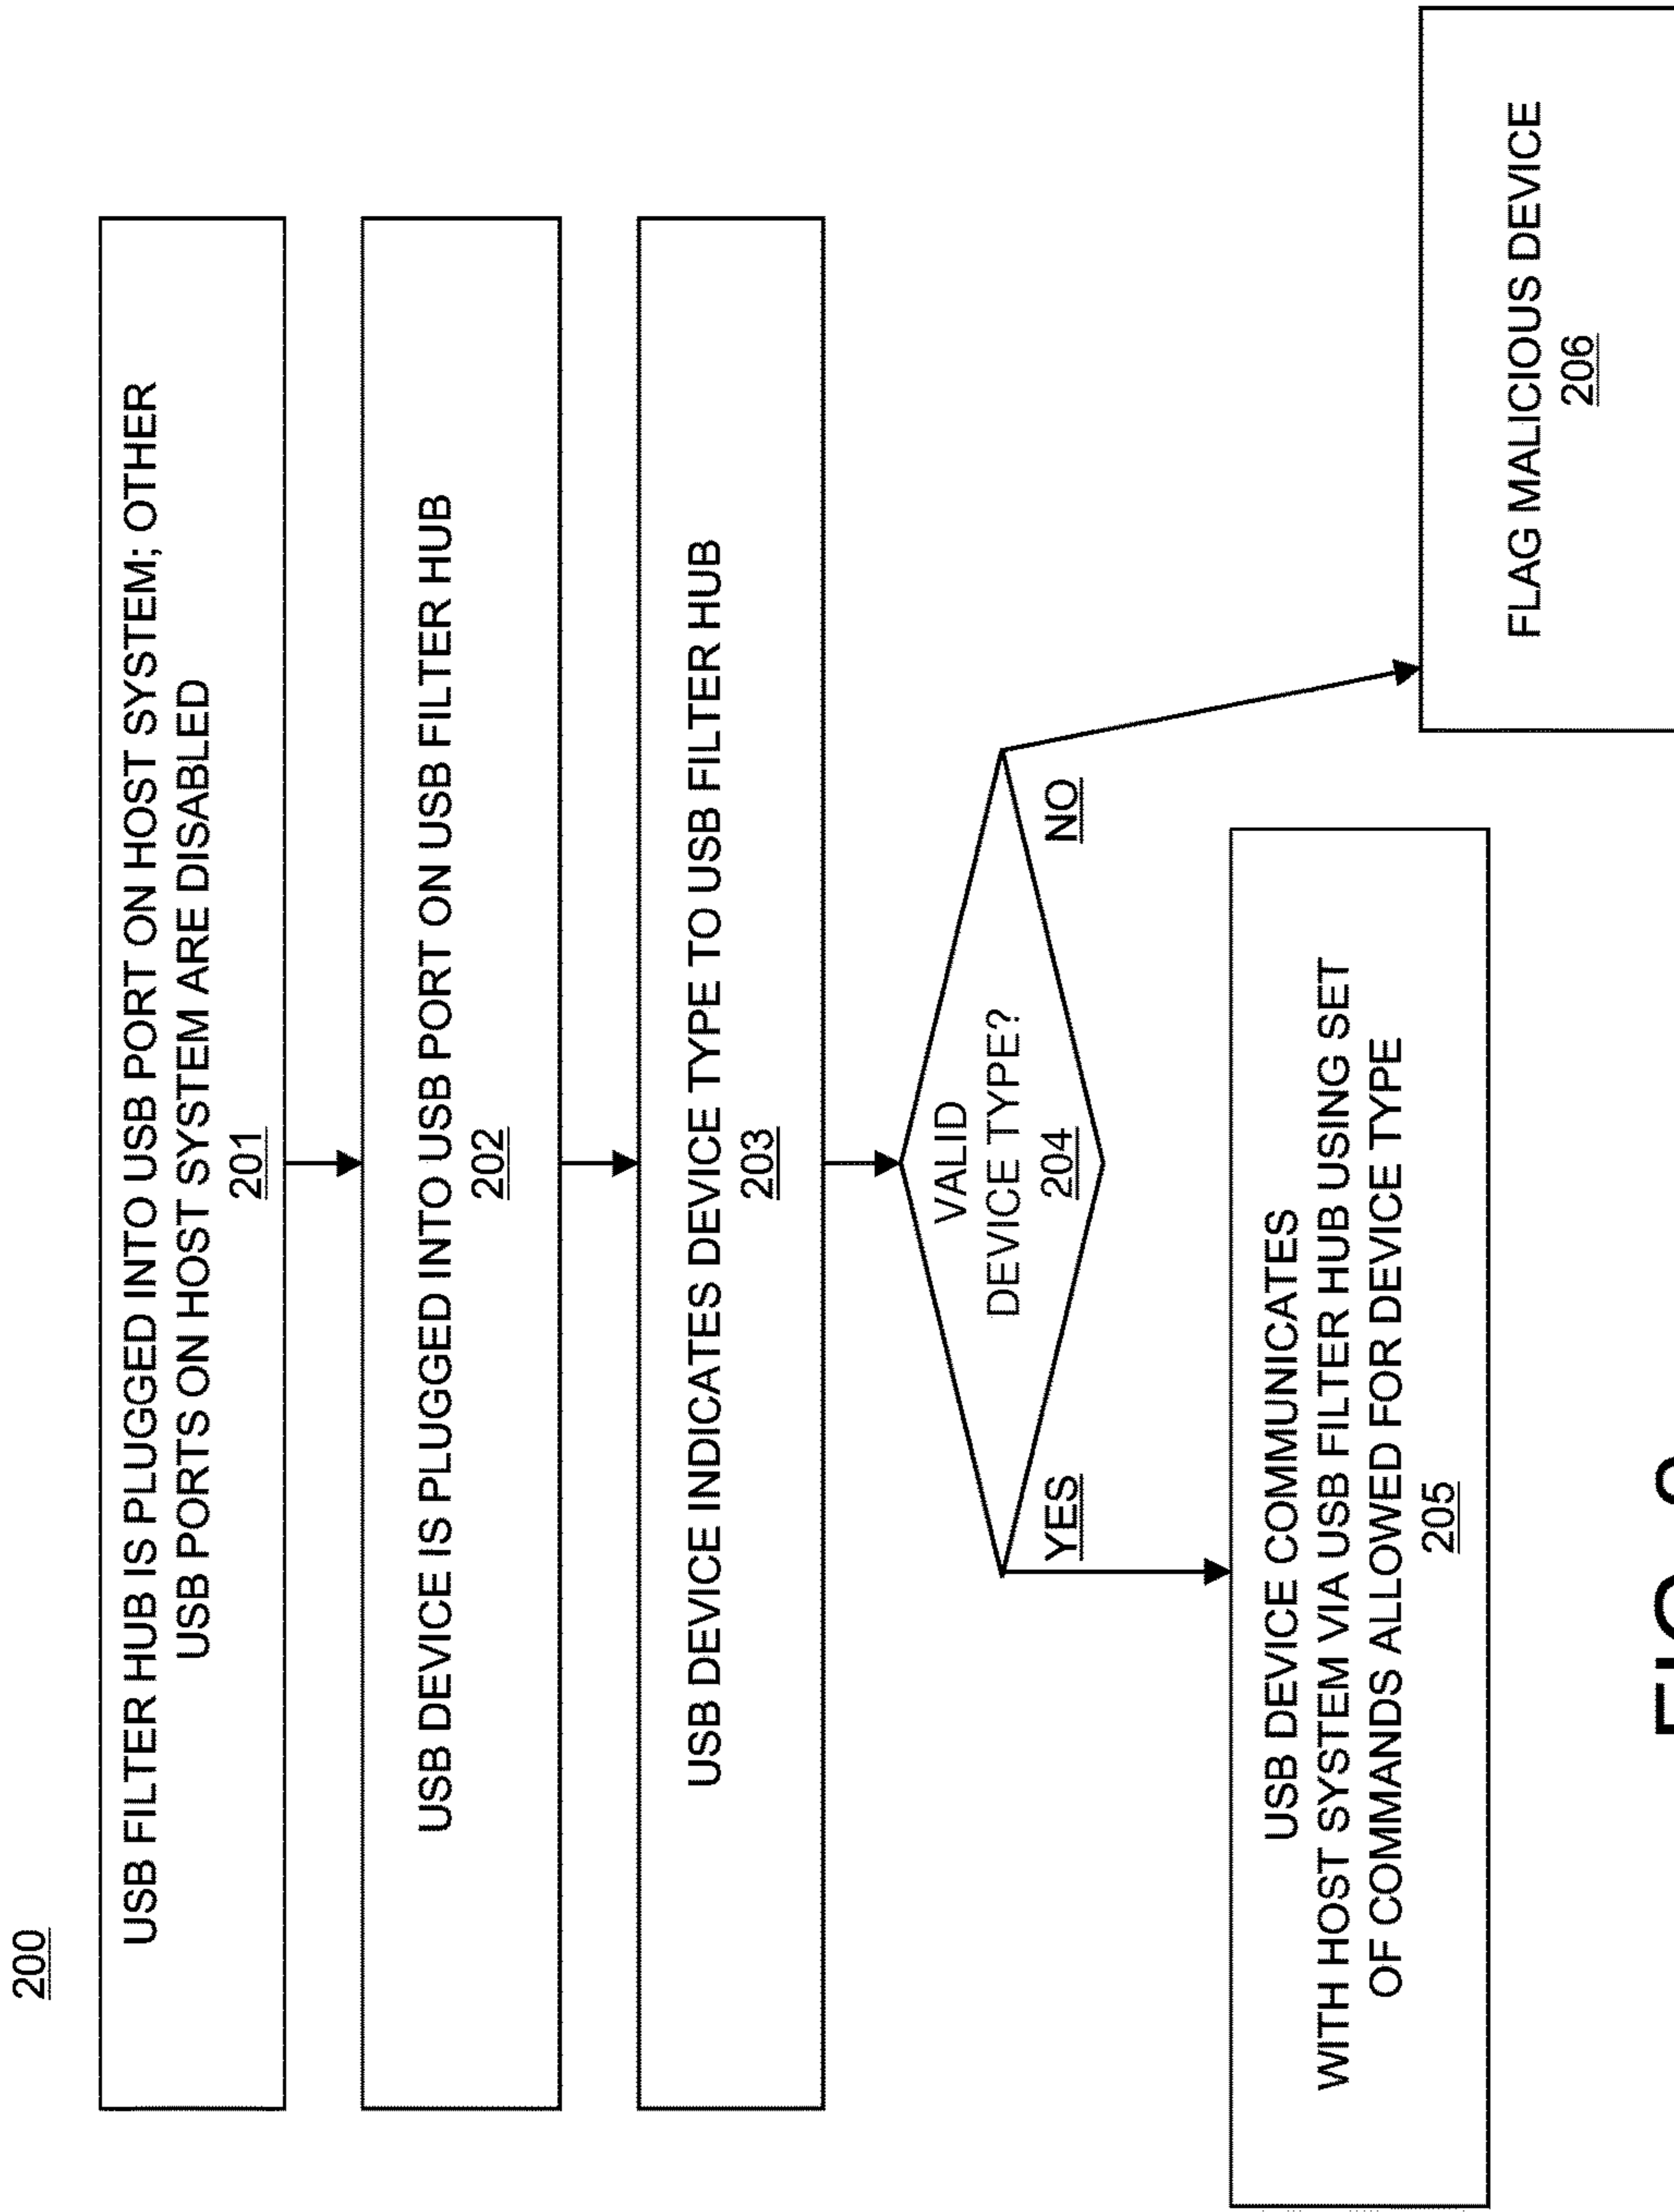 200
USB FILTER HUB IS PLUGGED INTO USB PORT ON HOST SYSTEM; OTHER
USB PORTS ON HOST SYSTEM ARE DISABLED
201
USB DEVICE IS PLUGGED INTO USB PORT ON USB FILTER HUB
202
USB DEVICE INDICATES DEVICE TYPE TO USB FILTER HUB
203
VALID
DEVICE TYPE?
204
YES
NO
USB DEVICE COMMUNICATES
WITH HOST SYSTEM VIA USB FILTER HUB USING SET
OF COMMANDS ALLOWED FOR DEVICE TYPE
205
FLAG MALICIOUS DEVICE
206